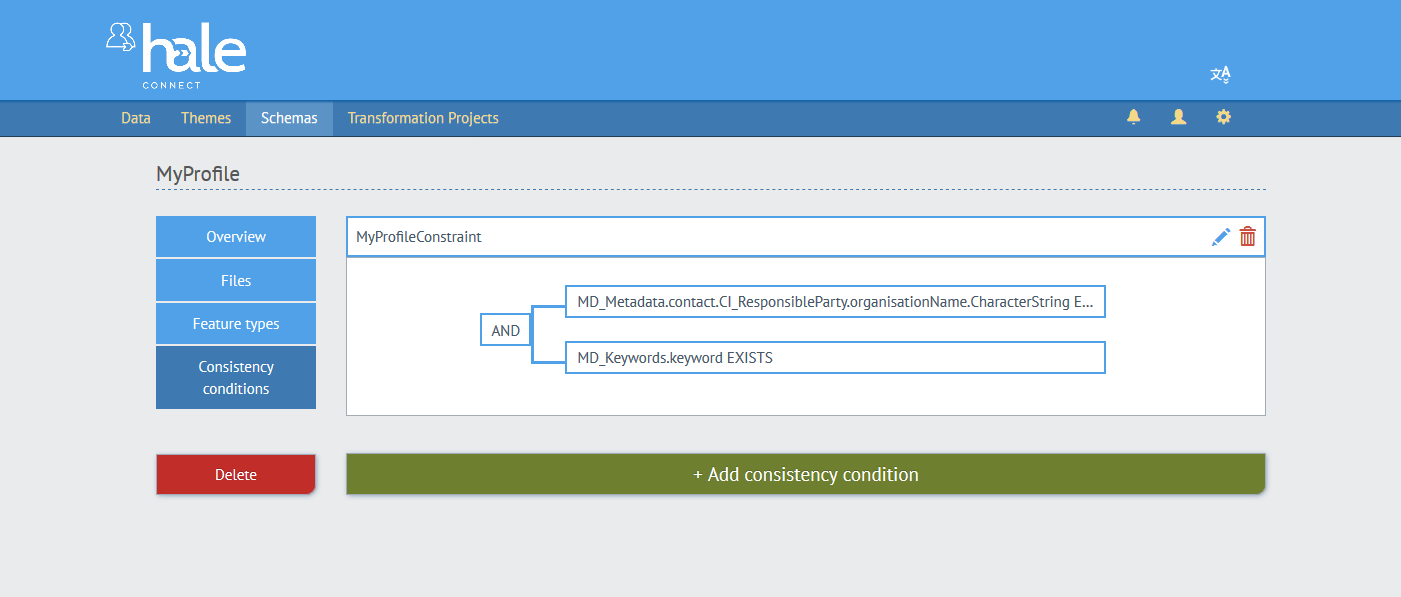 hale
CONNECT
Data Themes Schemas Transformation Projects
MyProfile
Overview
Files
Feature types
Consistency
conditions
Delete
MyProfileConstraint
AND
MD_Metadata.contact.CI_ResponsibleParty.organisationName.CharacterString E...
MD_Keywords.keyword EXISTS
+ Add consistency condition